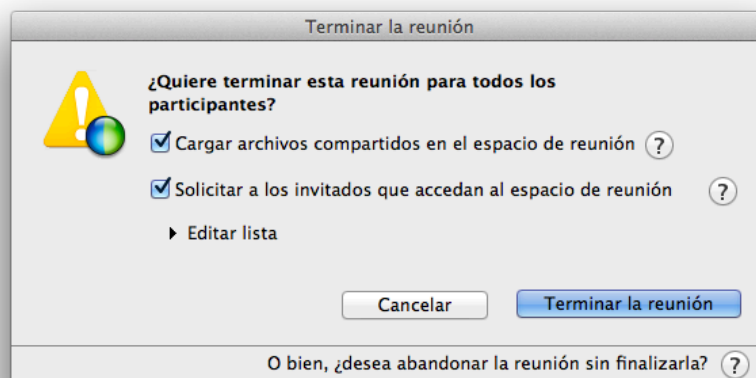 Terminar la reunión
¿Quiere terminar esta reunión para todos los
participantes?
Cargar archivos compartidos en el espacio de reunión ?
Solicitar a los invitados que accedan al espacio de reunión ?
Editar lista
Cancelar Terminar la reunión
O bien, ¿desea abandonar la reunión sin finalizarla? ?